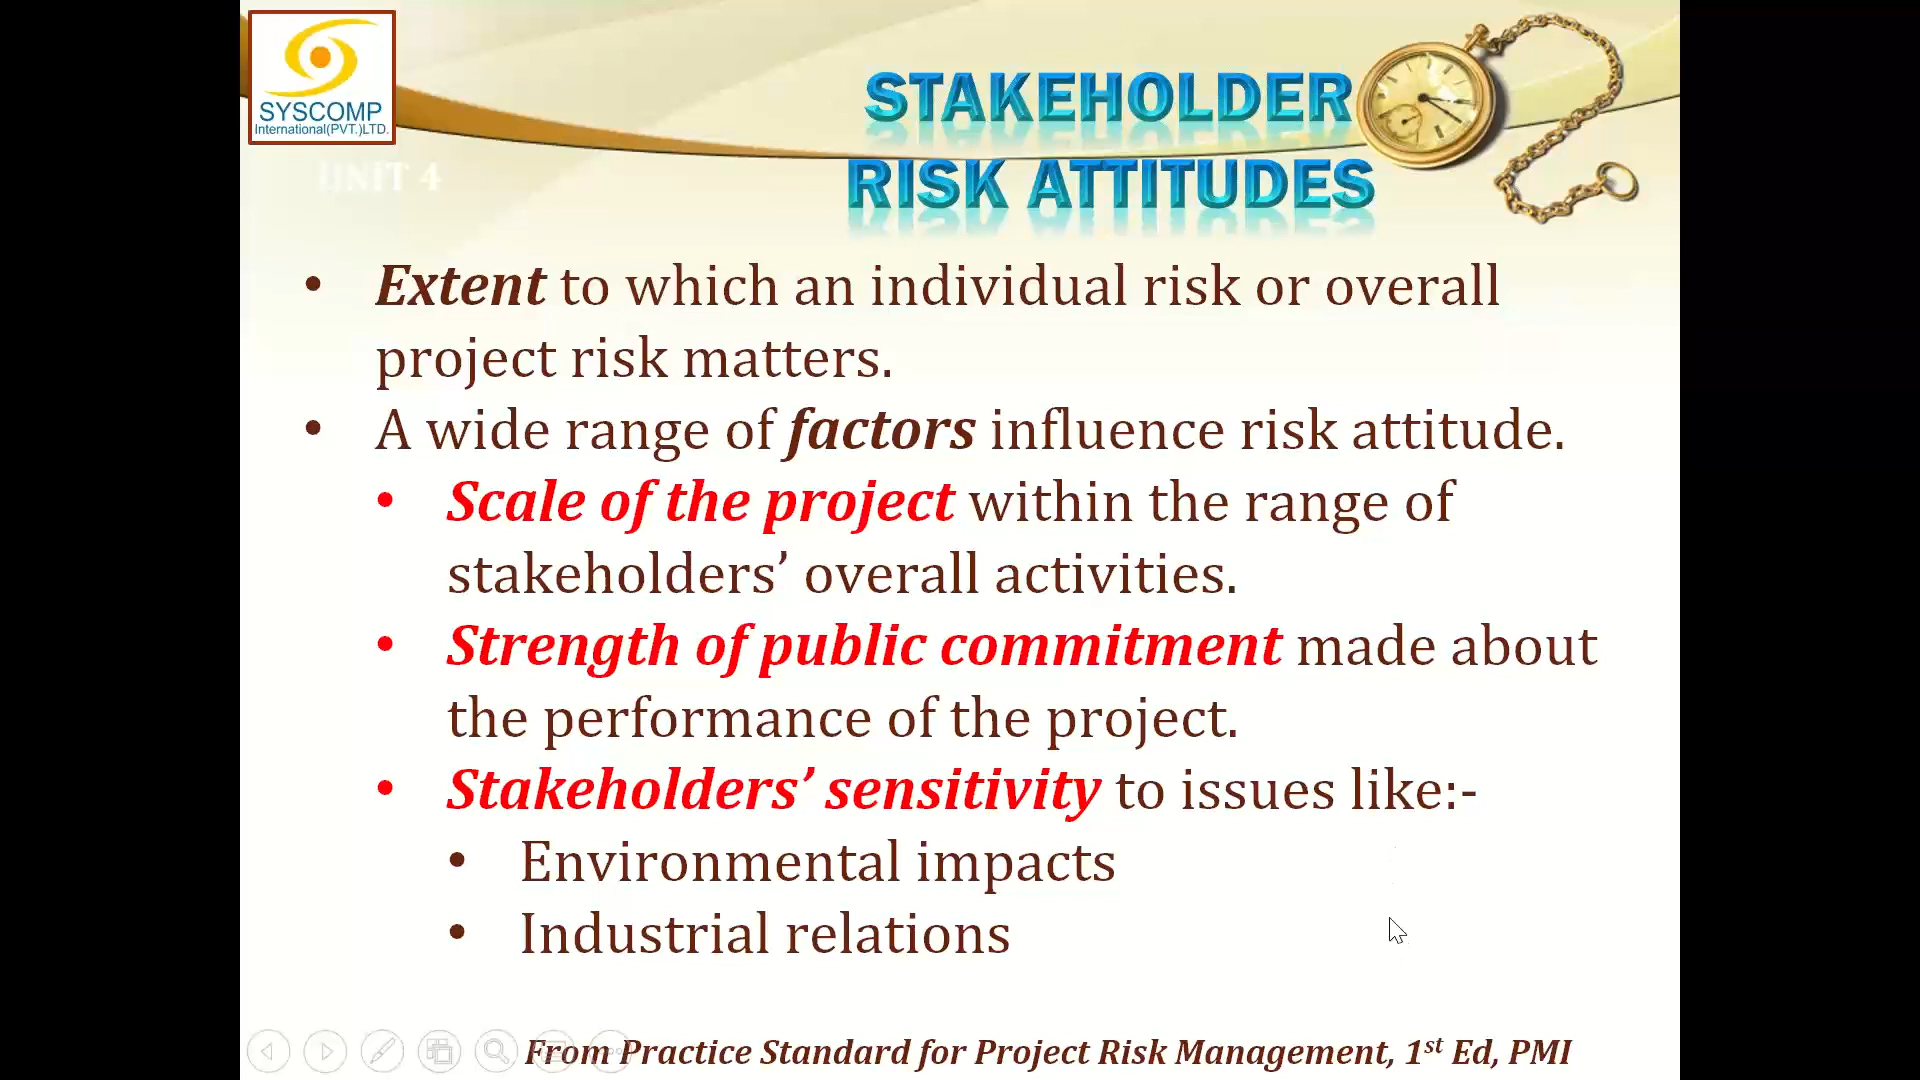 SYSCOMP
International(PVT.)LTD.
UNIT 4
STAKEHOLDER
RISK ATTITUDES
• Extent to which an individual risk or overall
project risk matters.
• A wide range of factors influence risk attitude.
• Scale of the project within the range of
stakeholders’ overall activities.
• Strength of public commitment made about
the performance of the project.
• Stakeholders’ sensitivity to issues like:-
• Environmental impacts
• Industrial relations
From Practice Standard for Project Risk Management, 1st Ed, PMI